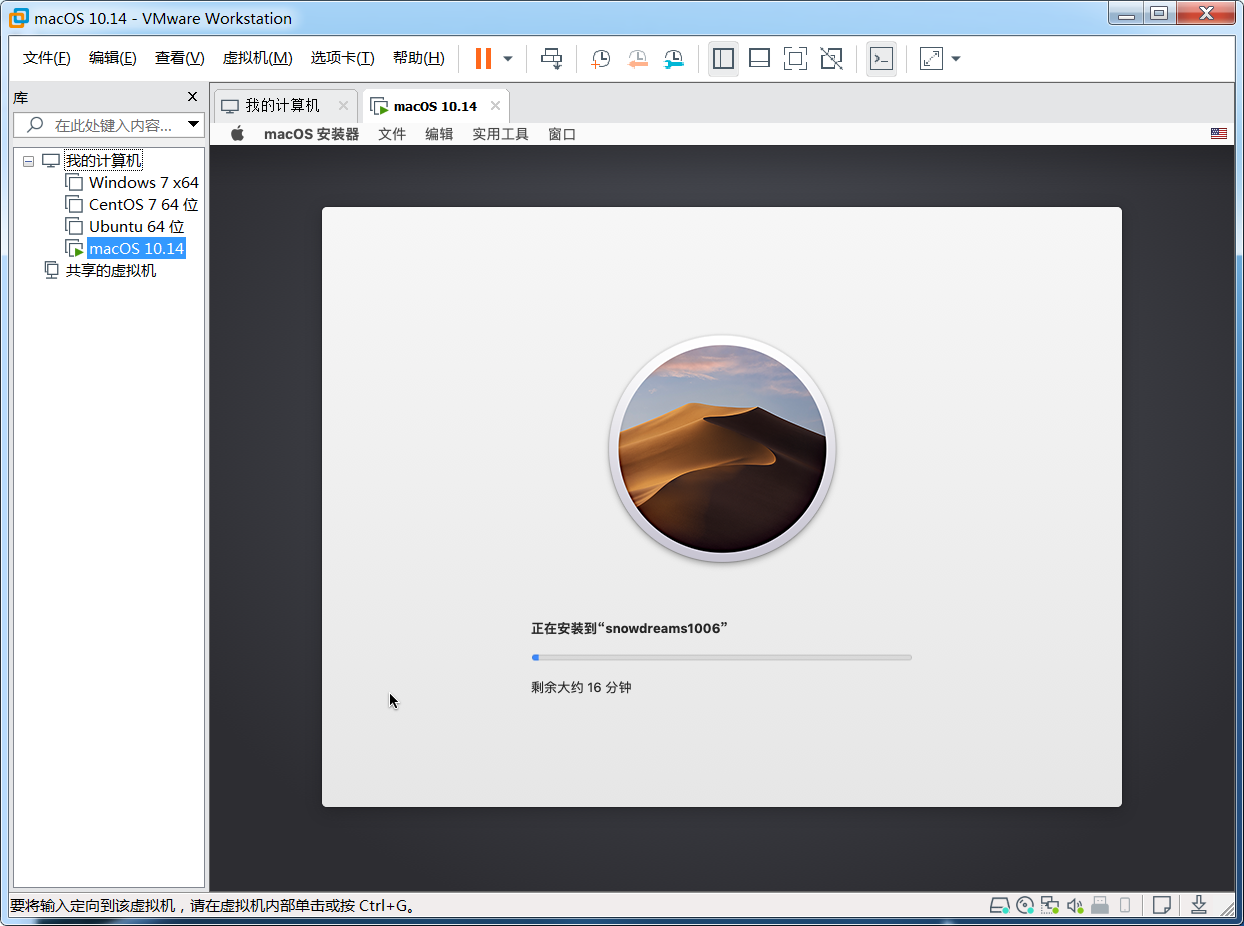 macOS 10.14 - VMware Workstation
文件(F) 编辑(E) 查看(V) 虚拟机(M) 选项卡(T) 帮助(H)
库
在此处键入内容...
我的计算机
Windows 7 x64
CentOS 7 64 位
Ubuntu 64 位
macOS 10.14
共享的虚拟机
我的计算机 macOS 10.14
macOS 安装器 文件 编辑 实用工具 窗口
正在安装到“snowdreams1006”
剩余大约 16 分钟
要将输入定向到该虚拟机，请在虚拟机内部单击或按 Ctrl+G。